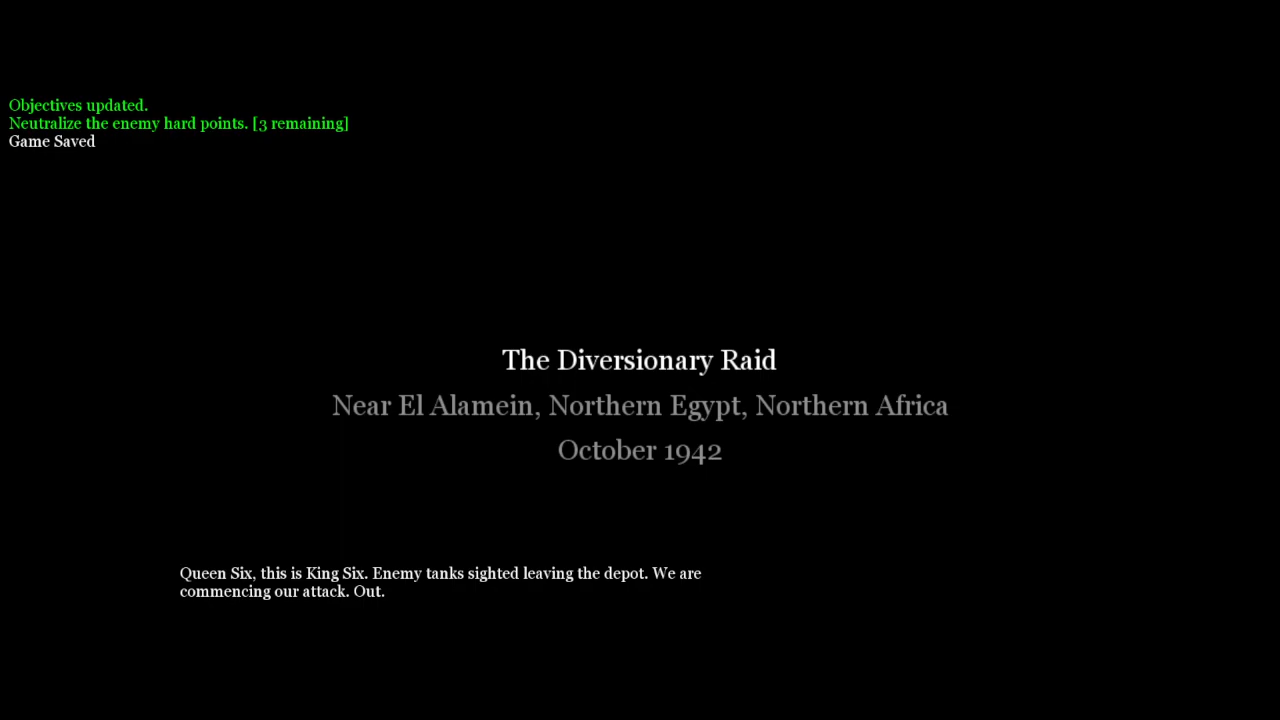 Objectives updated.
Neutralize the enemy hard points. [3 remaining]
Game Saved
The Diversionary Raid
Near El Alamein, Northern Egypt, Northern Africa
October 1942
Queen Six, this is King Six. Enemy tanks sighted leaving the depot. We are
commencing our attack. Out.